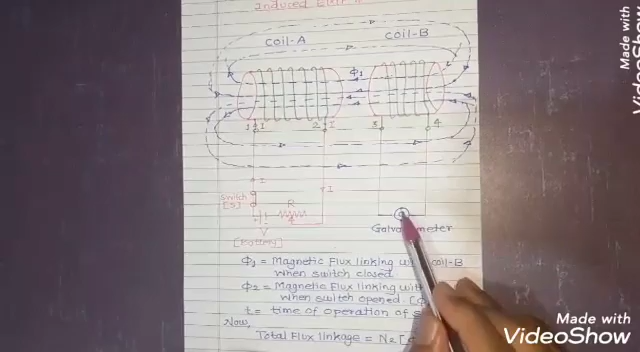 Induced
Made with
VideoShow
coil-A
coil-B
Φ1
1 I
2 I
3
4
I
I
Switch
[S]
R
V
[Battery]
Galvanometer
Φ1 = Magnetic Flux linking with coil-B
when switch closed
Φ2 = Magnetic Flux linking with
when switch opened
t = time of operation of
Now,
Total Flux linkage = N2
Made with
VideoShow